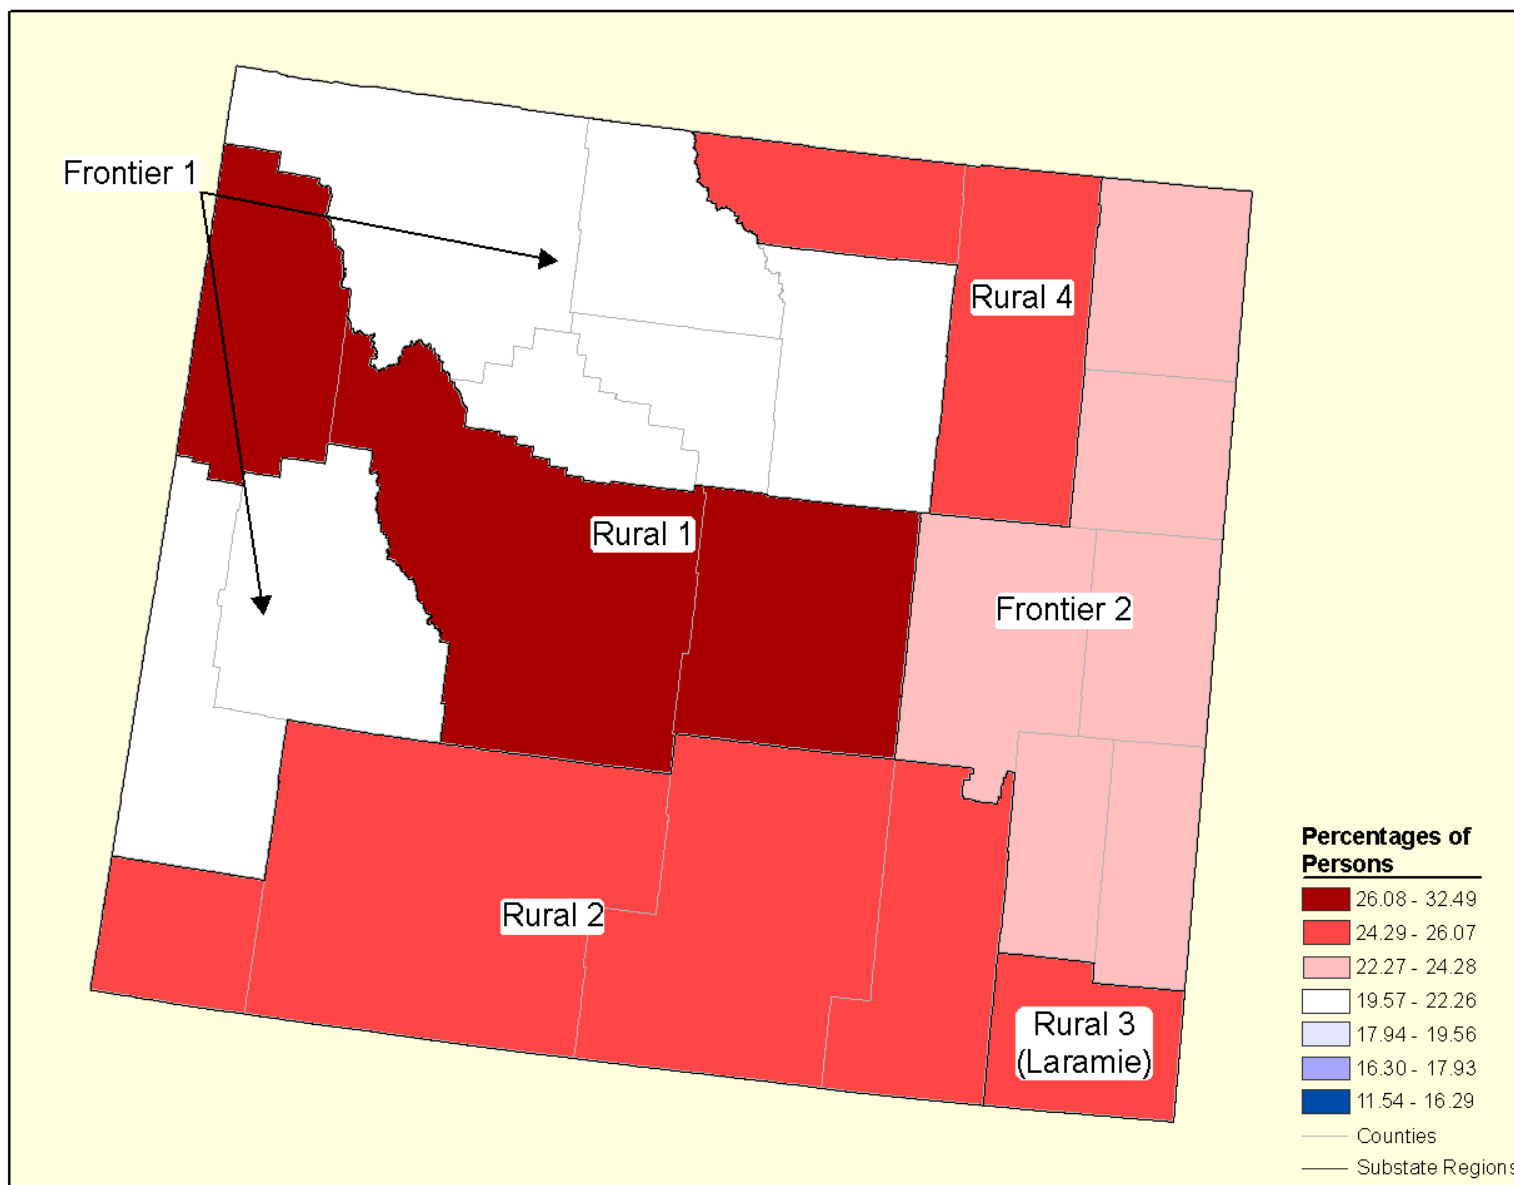 Frontier 1
Rural 4
Rural 1
Frontier 2
Rural 2
Rural 3
(Laramie)
Percentages of
Persons
26.08 - 32.49
24.29 - 26.07
22.27 - 24.28
19.57 - 22.26
17.94 - 19.56
16.30 - 17.93
11.54 - 16.29
Counties
Substate Regions